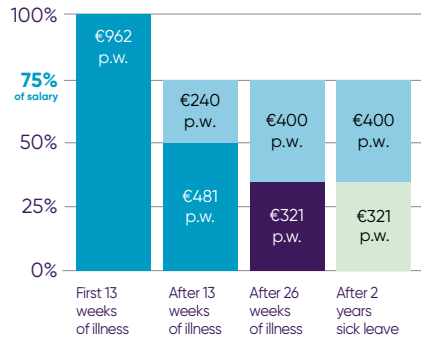 100%
75%
of salary
50%
25%
0%
€962
p.w.
€240
p.w.
€481
p.w.
€400
p.w.
€321
p.w.
€400
p.w.
€321
p.w.
First 13
weeks
of illness
After 13
weeks
of illness
After 26
weeks
of illness
After 2
years
sick leave